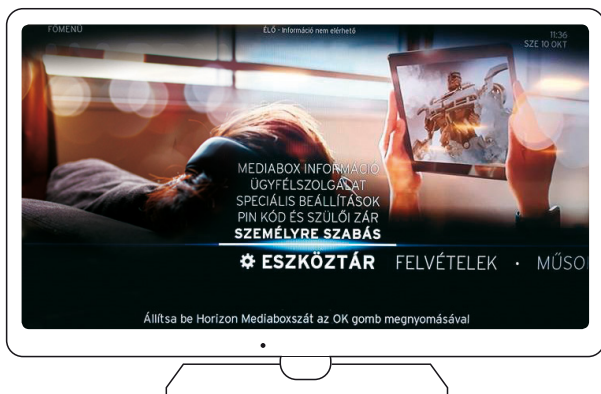 FŐMENÜ
ÉLŐ - Információ nem elérhető
11:36
SZE 10 OKT
MEDIABOX INFORMÁCIÓ
ÜGYFÉLSZOLGÁLAT
SPECIÁLIS BEÁLLÍTÁSOK
PIN KÓD ÉS SZÜLŐI ZÁR
SZEMÉLYRE SZABÁS
ESZKÖZTÁR FELVÉTELEK · MŰSO
Állítsa be Horizon Mediaboxszát az OK gomb megnyomásával